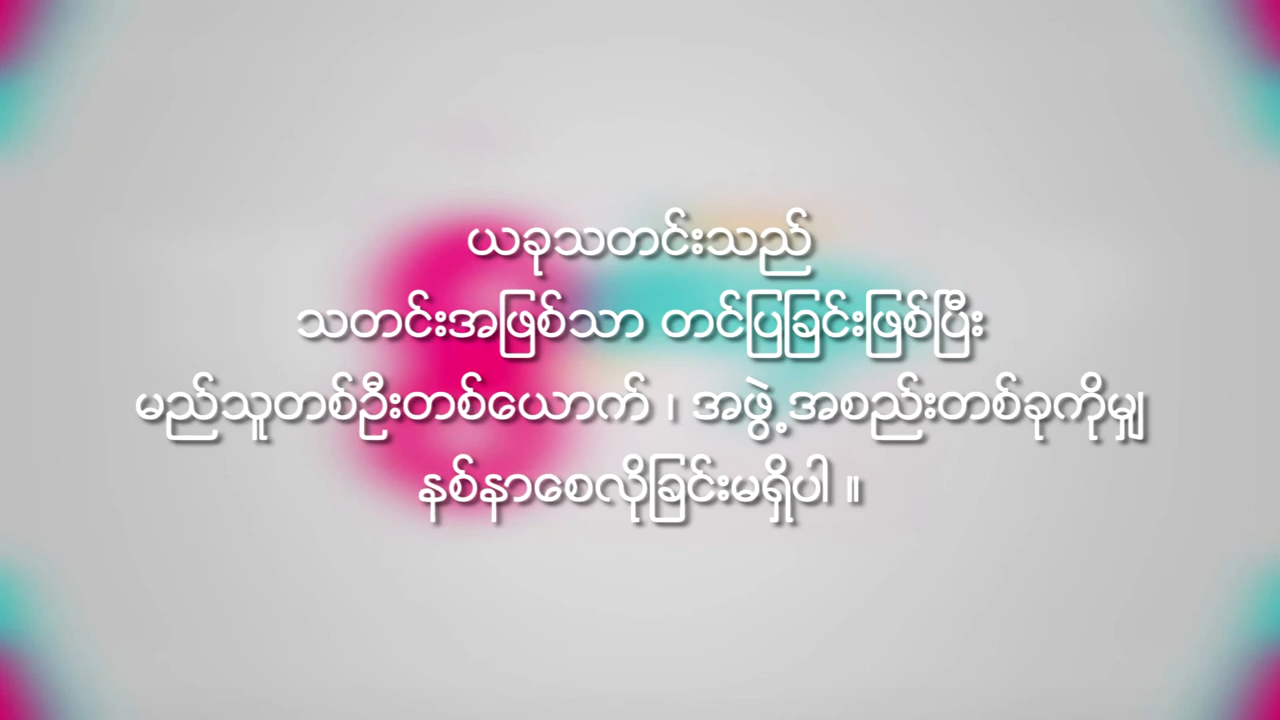 ယခုသတင်းသည်
သတင်းအဖြစ်သာ တင်ပြခြင်းဖြစ်ပြီး
မည်သူတစ်ဦးတစ်ယောက် ၊ အဖွဲ့အစည်းတစ်ခုကိုမျှ
နစ်နာစေလိုခြင်းမရှိပါ ။